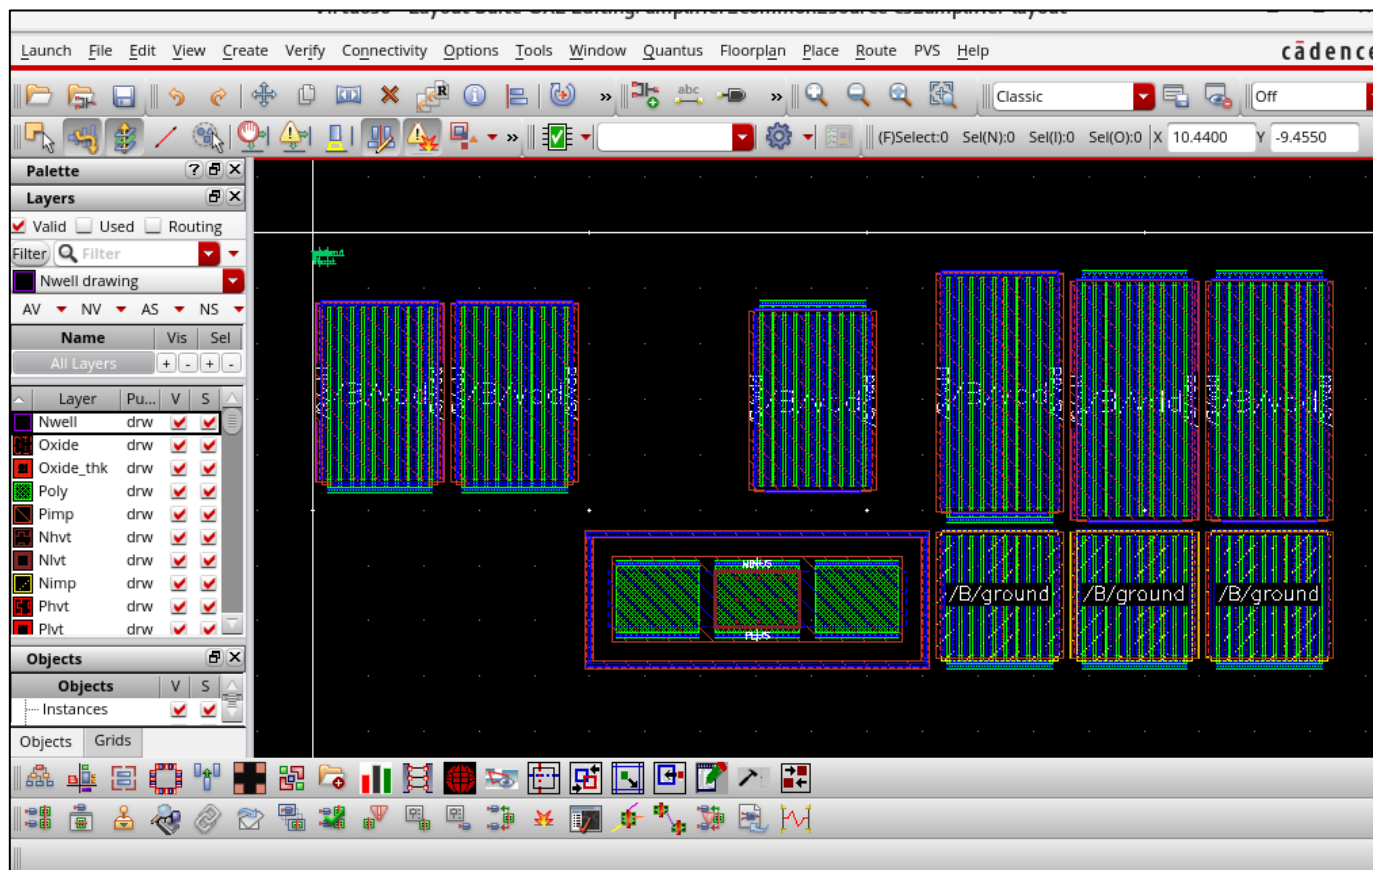 Launch File Edit View Create Verify Connectivity Options Tools Window Quantus Floorplan Place Route PVS Help cādence
R abc Classic Off
(F)Select:0 Sel(N):0 Sel(I):0 Sel(O):0 X 10.4400 Y -9.4550
Palette
Layers
Valid Used Routing
Filter Filter
Nwell drawing
AV NV AS NS
Name Vis Sel
All Layers + - + -
Layer Pu... V S
Nwell drw
Oxide drw
Oxide_thk drw
Poly drw
Pimp drw
Nhvt drw
Nlvt drw
Nimp drw
Phvt drw
Plvt drw
Objects
Objects V S
Instances
Objects Grids
MINUS
PLUS
/B/ground /B/ground /B/ground